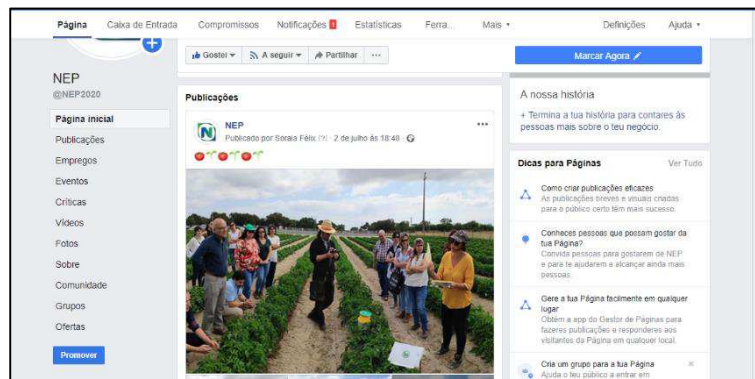 Página Caixa de Entrada Compromissos Notificações 1 Estatísticas Ferra... Mais Definições Ajuda
Gostei A seguir Partilhar ...
Marcar Agora
NEP
@NEP2020
Página inicial
Publicações
Empregos
Eventos
Críticas
Vídeos
Fotos
Sobre
Comunidade
Grupos
Ofertas
Promover
Publicações
NEP
Publicado por Soraia Félix [?] · 2 de julho às 18:48 ·
A nossa história
+ Termina a tua história para contares às
pessoas mais sobre o teu negócio.
Dicas para Páginas Ver Tudo
Como criar publicações eficazes
As publicações breves e visuais criadas
para o público certo têm mais sucesso.
Conheces pessoas que possam gostar da
tua Página?
Convida pessoas para gostarem de NEP
e para te ajudarem a alcançar ainda mais
pessoas.
Gere a tua Página facilmente em qualquer
lugar
Obtém a app do Gestor de Páginas para
fazeres publicações e responderes aos
visitantes da Página em qualquer local.
Cria um grupo para a tua Página
Ajuda o teu público a entrar em